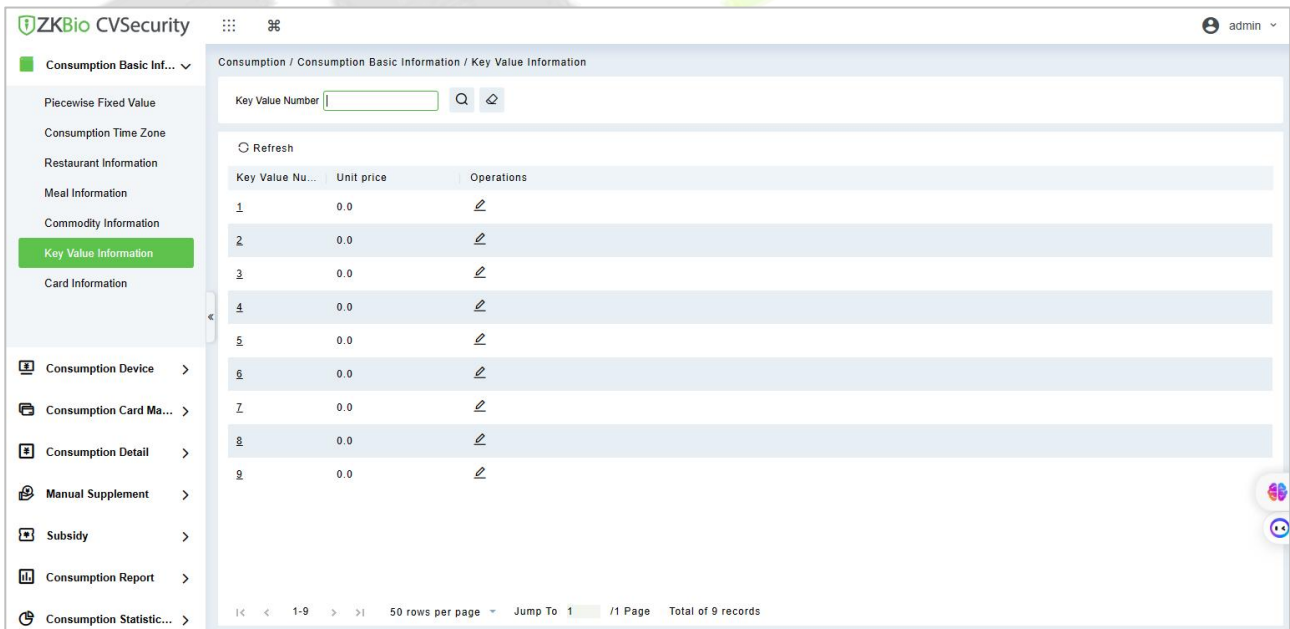 ZKBio CVSecurity
admin
Consumption Basic Inf...
Piecewise Fixed Value
Consumption Time Zone
Restaurant Information
Meal Information
Commodity Information
Key Value Information
Card Information
Consumption Device
Consumption Card Ma...
Consumption Detail
Manual Supplement
Subsidy
Consumption Report
Consumption Statistic...
Consumption / Consumption Basic Information / Key Value Information
Key Value Number
Refresh
Key Value Nu... Unit price Operations
1 0.0
2 0.0
3 0.0
4 0.0
5 0.0
6 0.0
7 0.0
8 0.0
9 0.0
1-9 50 rows per page Jump To 1 /1 Page Total of 9 records